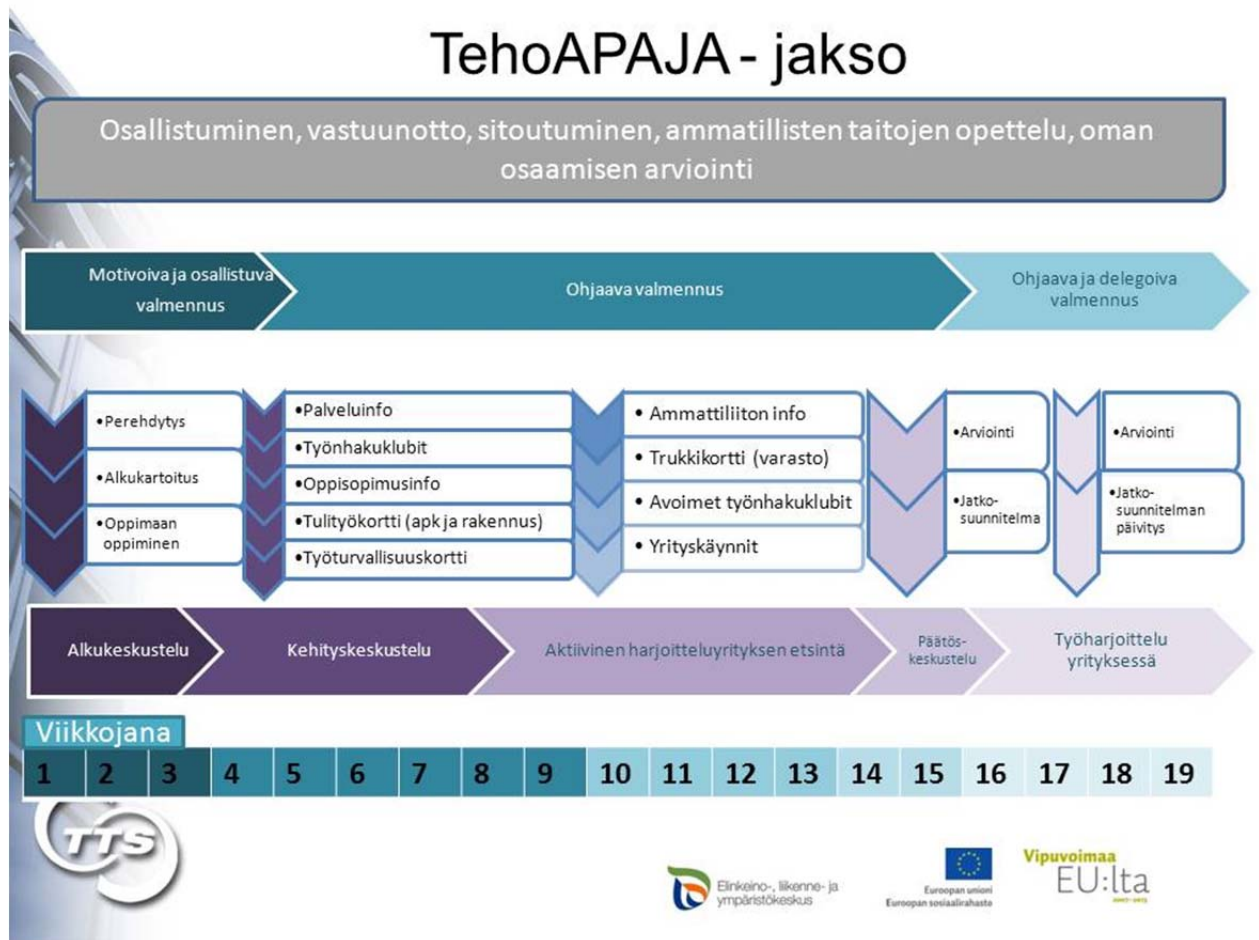 TehoAPAJA - jakso
Osallistuminen, vastuunotto, sitoutuminen, ammatillisten taitojen opettelu, oman
osaamisen arviointi
Motivoiva ja osallistuva
valmennus
Ohjaava valmennus
Ohjaava ja delegoiva
valmennus
•Perehdytys
•Alkukartoitus
•Oppimaan
oppiminen
•Palveluinfo
•Työnhakuklubit
•Oppisopimusinfo
•Tulityökortti (apk ja rakennus)
•Työturvallisuuskortti
• Ammattiliiton info
• Trukkikortti (varasto)
• Avoimet työnhakuklubit
• Yrityskäynnit
•Arviointi
•Jatko-
suunnitelma
•Arviointi
•Jatko-
suunnitelman
päivitys
Alkukeskustelu
Kehityskeskustelu
Aktiivinen harjoitteluyrityksen etsintä
Päätös-
keskustelu
Työharjoittelu
yrityksessä
Viikkojana
1 2 3 4 5 6 7 8 9 10 11 12 13 14 15 16 17 18 19
TTS
Elinkeino-, liikenne- ja
ympäristökeskus
Euroopan unioni
Euroopan sosiaalirahasto
Vipuvoimaa
EU:lta
2007–2013